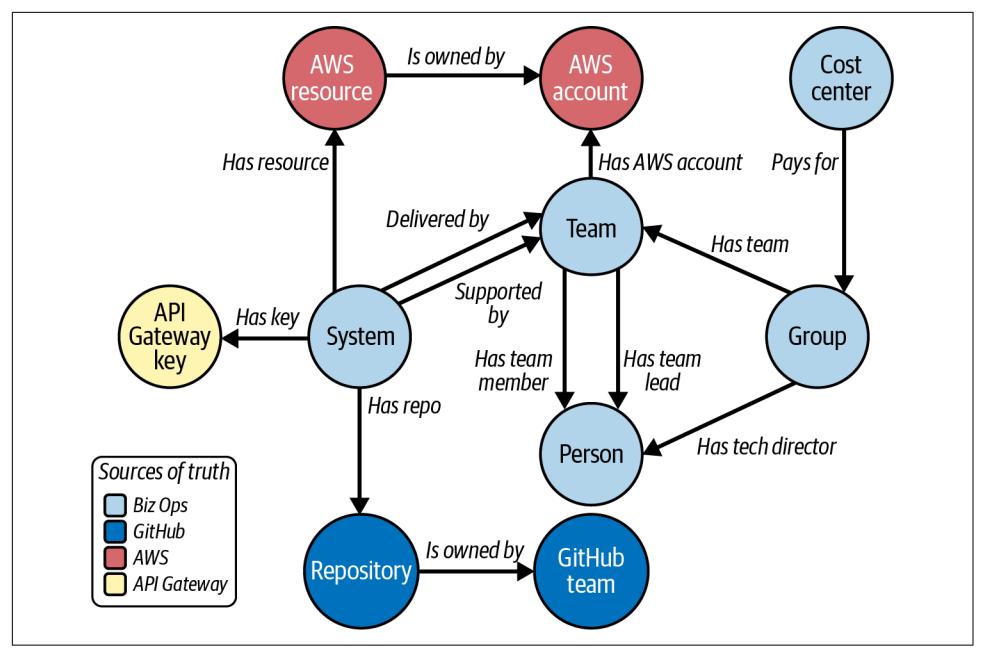 AWS
resource
Is owned by
AWS
account
Cost
center
Has resource
Has AWS account
Pays for
Delivered by
Team
Has team
Supported
by
API
Gateway
key
Has key
System
Group
Has team
member
Has team
lead
Has repo
Person
Has tech director
Sources of truth
Biz Ops
GitHub
AWS
API Gateway
Repository
Is owned by
GitHub
team